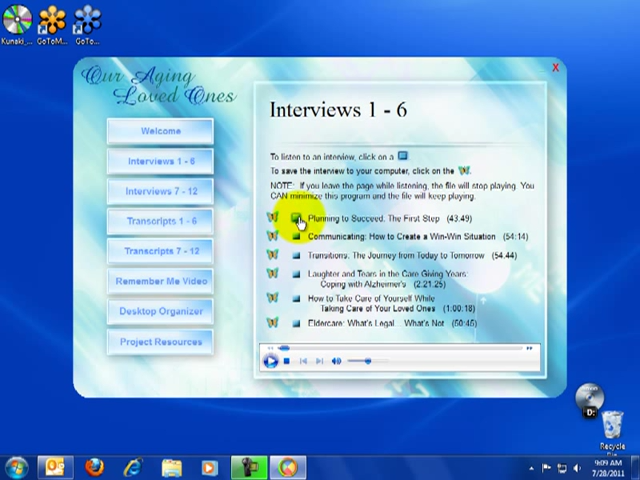 Kunaki_...
GoToM...
GoTo...
X
Our Aging
Loved Ones
Welcome
Interviews 1 - 6
Interviews 7 - 12
Transcripts 1 - 6
Transcripts 7 - 12
Remember Me Video
Desktop Organizer
Project Resources
Interviews 1 - 6
To listen to an interview, click on a
To save the interview to your computer, click on the
NOTE: If you leave the page while listening, the file will stop playing. You
CAN minimize this program and the file will keep playing.
Planning to Succeed. The First Step (43:49)
Communicating: How to Create a Win-Win Situation (54:14)
Transitions: The Journey from Today to Tomorrow (54:44)
Laughter and Tears in the Care Giving Years:
Coping with Alzheimer's (2:21:25)
How to Take Care of Yourself While
Taking Care of Your Loved Ones (1:00:18)
Eldercare: What's Legal... What's Not
D:
Recycle
9:09 AM
7/28/2011